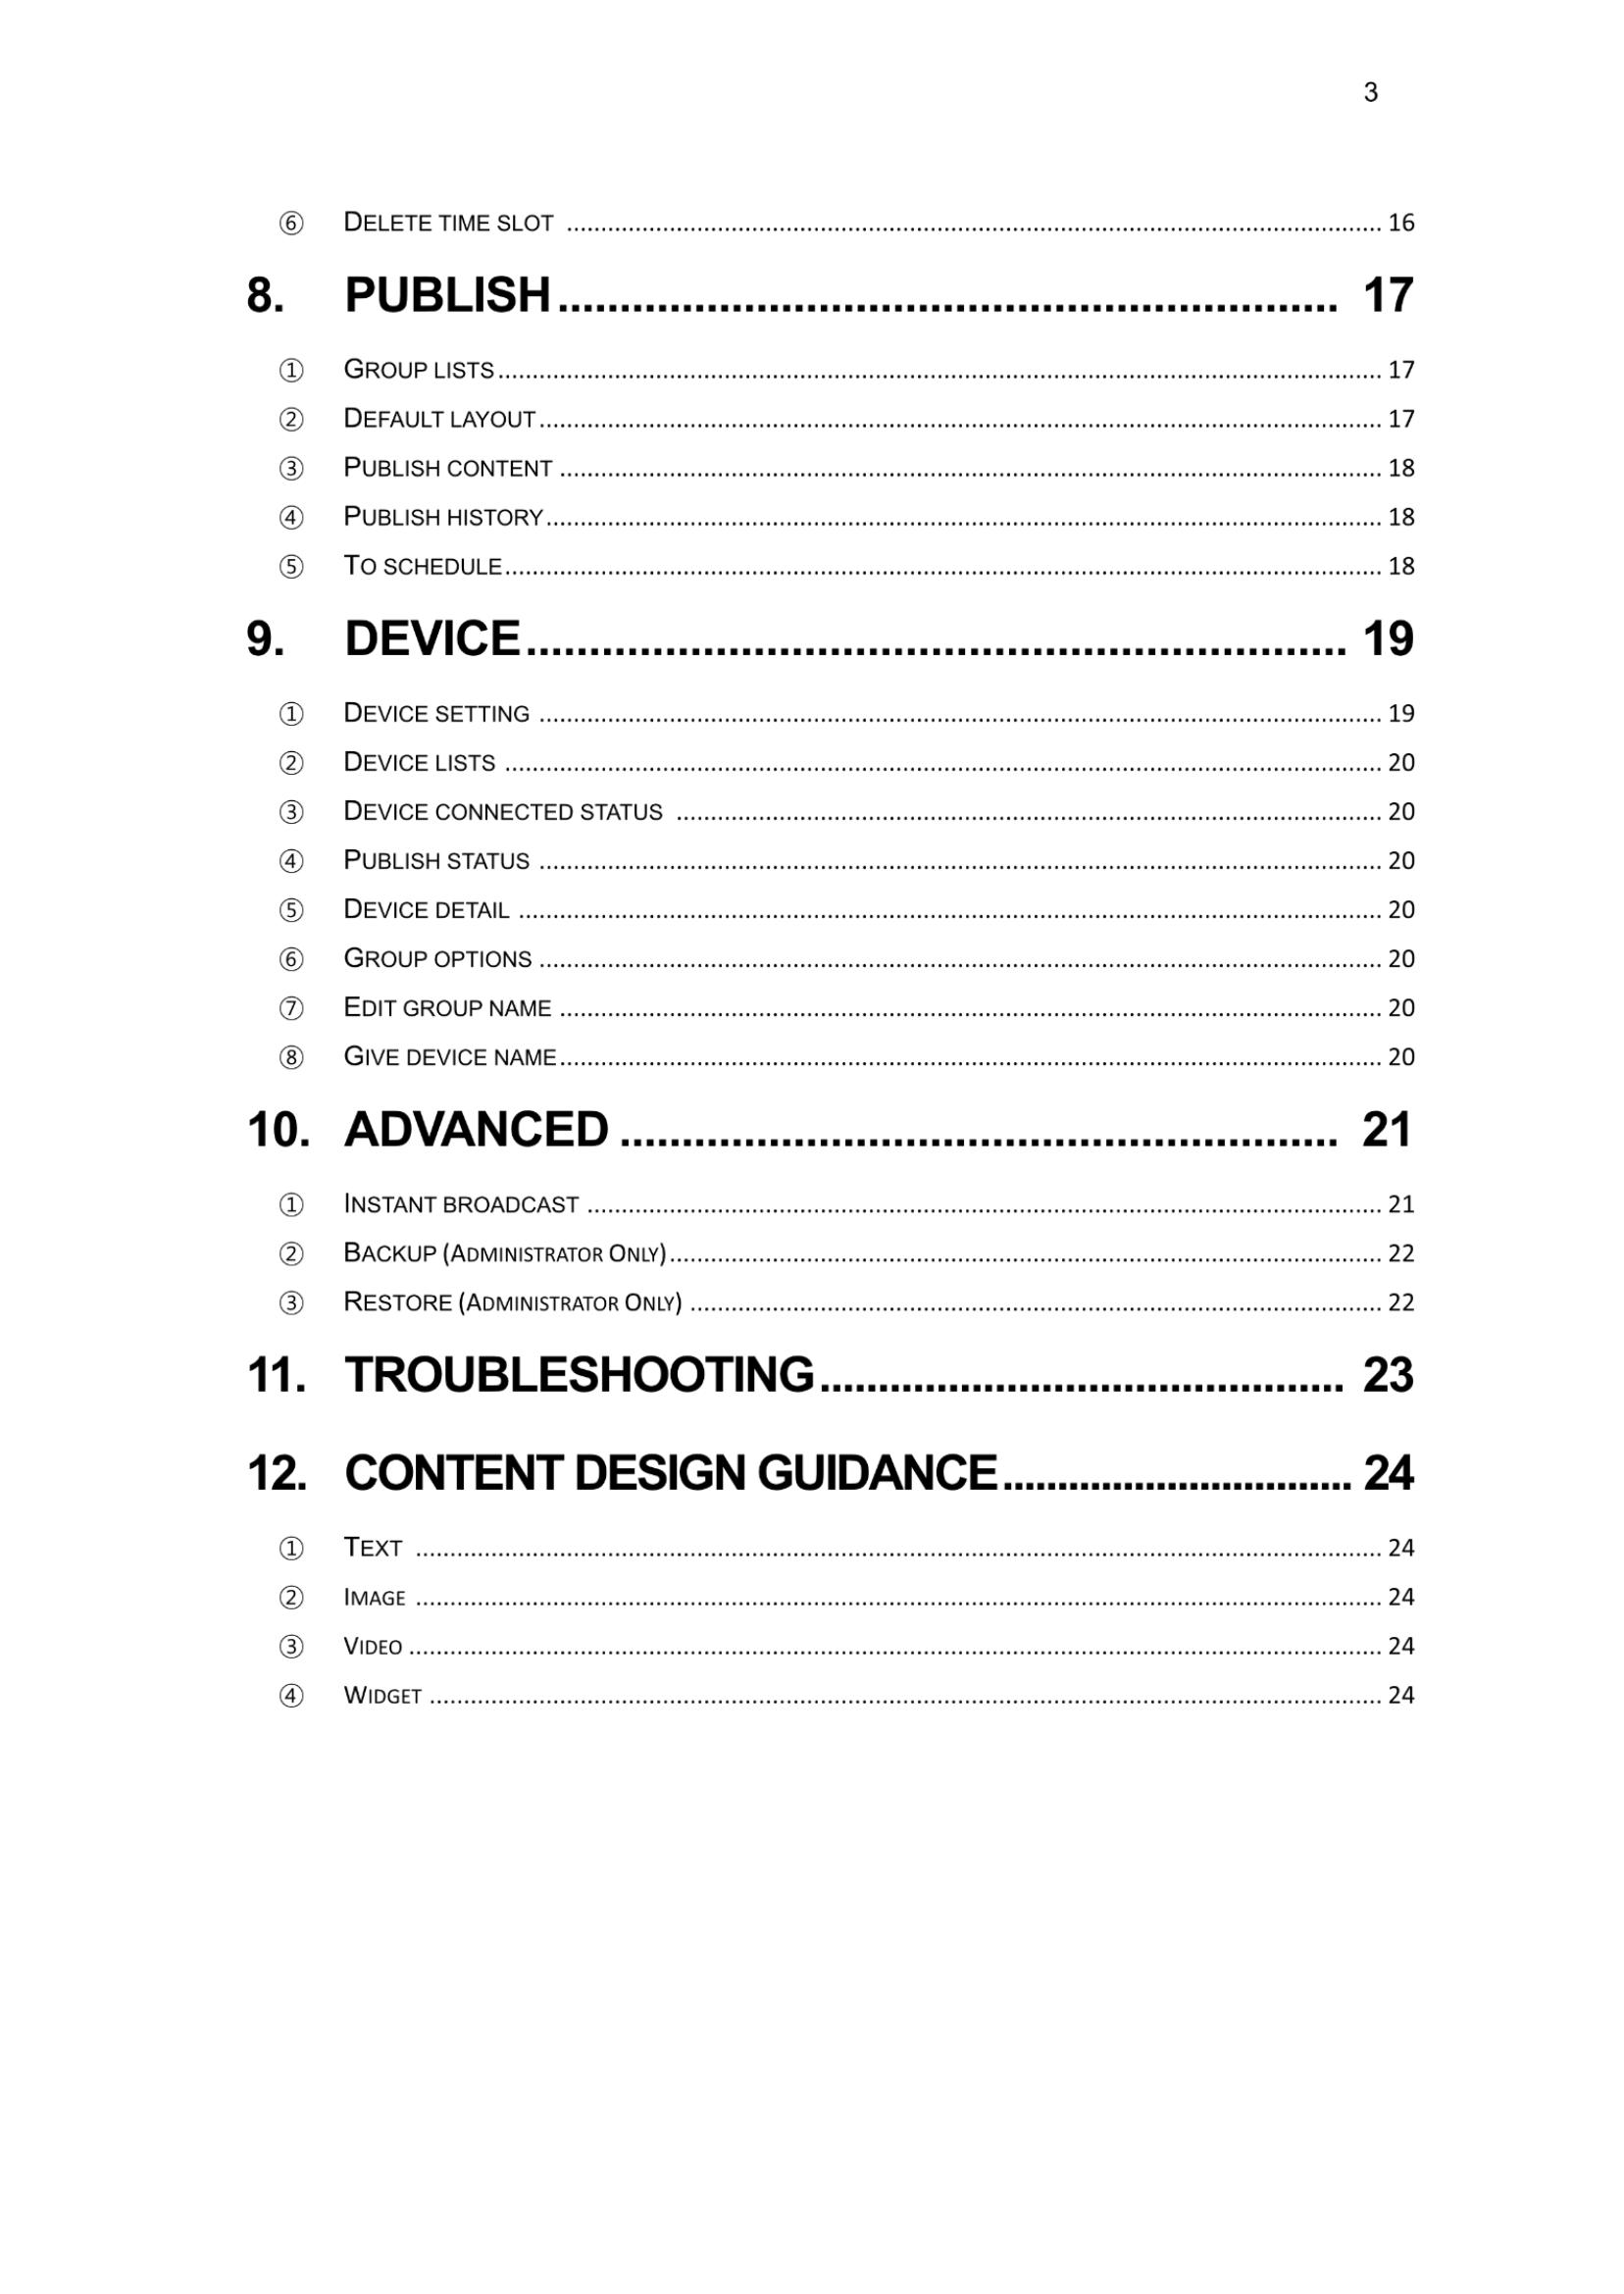 3
⑥ DELETE TIME SLOT ........................................ 16
8. PUBLISH ........................................ 17
① GROUP LISTS ........................................ 17
② DEFAULT LAYOUT ........................................ 17
③ PUBLISH CONTENT ........................................ 18
④ PUBLISH HISTORY ........................................ 18
⑤ TO SCHEDULE ........................................ 18
9. DEVICE ........................................ 19
① DEVICE SETTING ........................................ 19
② DEVICE LISTS ........................................ 20
③ DEVICE CONNECTED STATUS ........................................ 20
④ PUBLISH STATUS ........................................ 20
⑤ DEVICE DETAIL ........................................ 20
⑥ GROUP OPTIONS ........................................ 20
⑦ EDIT GROUP NAME ........................................ 20
⑧ GIVE DEVICE NAME ........................................ 20
10. ADVANCED ........................................ 21
① INSTANT BROADCAST ........................................ 21
② BACKUP (ADMINISTRATOR ONLY) ........................................ 22
③ RESTORE (ADMINISTRATOR ONLY) ........................................ 22
11. TROUBLESHOOTING ........................................ 23
12. CONTENT DESIGN GUIDANCE ........................................ 24
① TEXT ........................................ 24
② IMAGE ........................................ 24
③ VIDEO ........................................ 24
④ WIDGET ........................................ 24